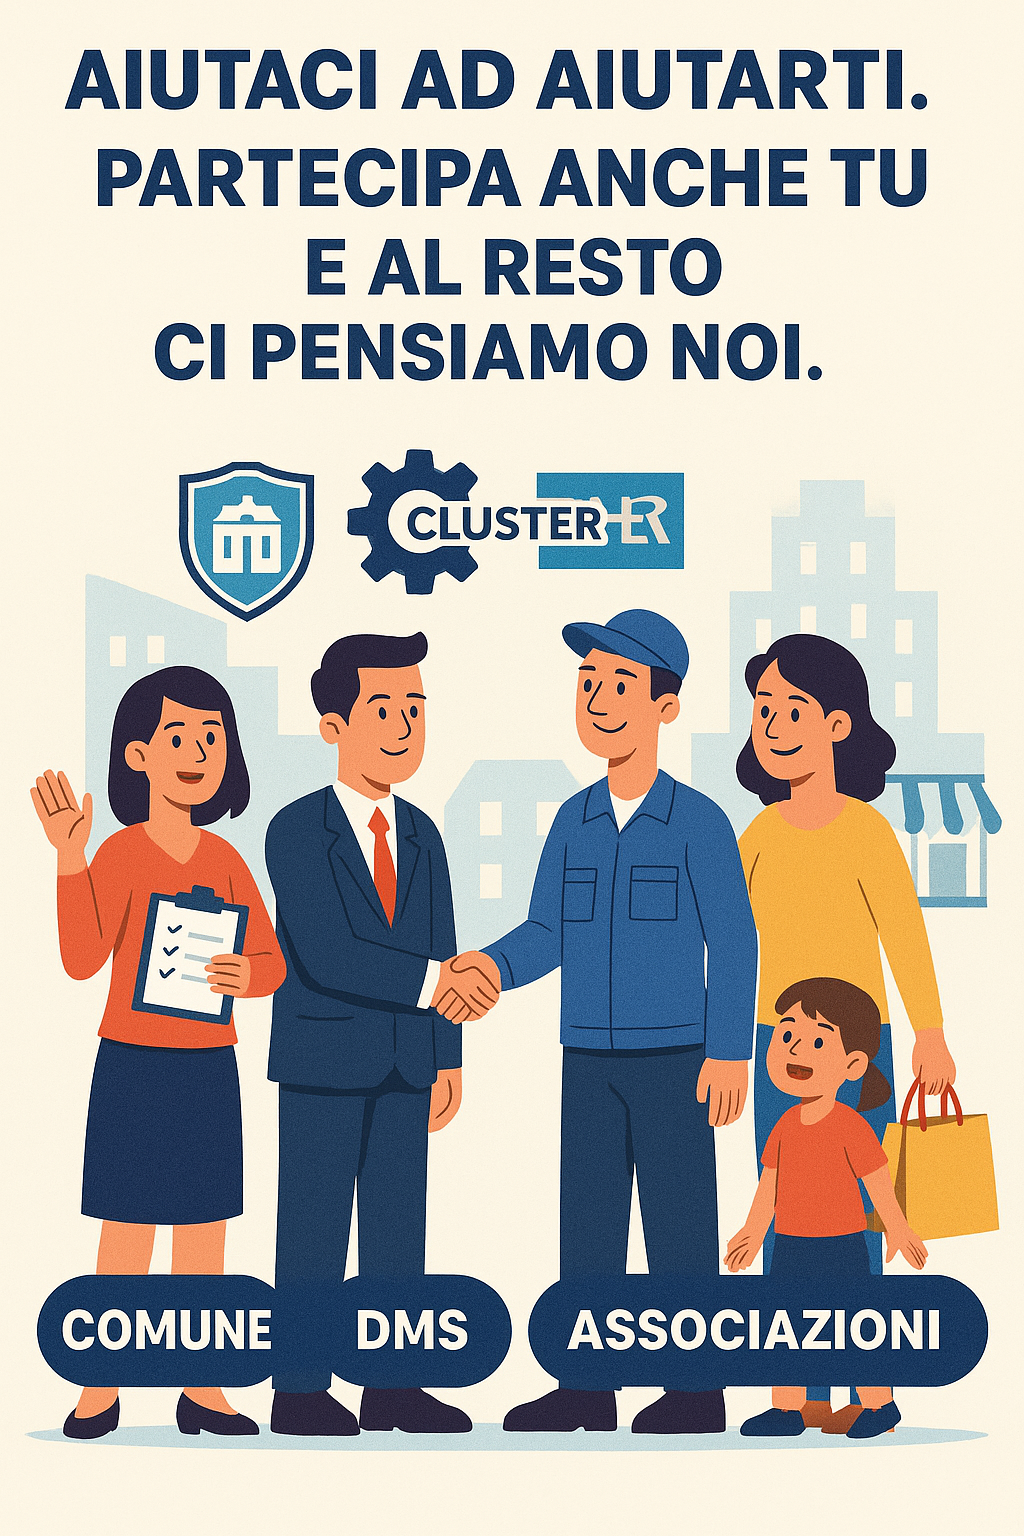 AIUTACI AD AIUTARTI.
PARTECIPA ANCHE TU
E AL RESTO
CI PENSIAMO NOI.
CLUSTER
COMUNE
DMS
ASSOCIAZIONI